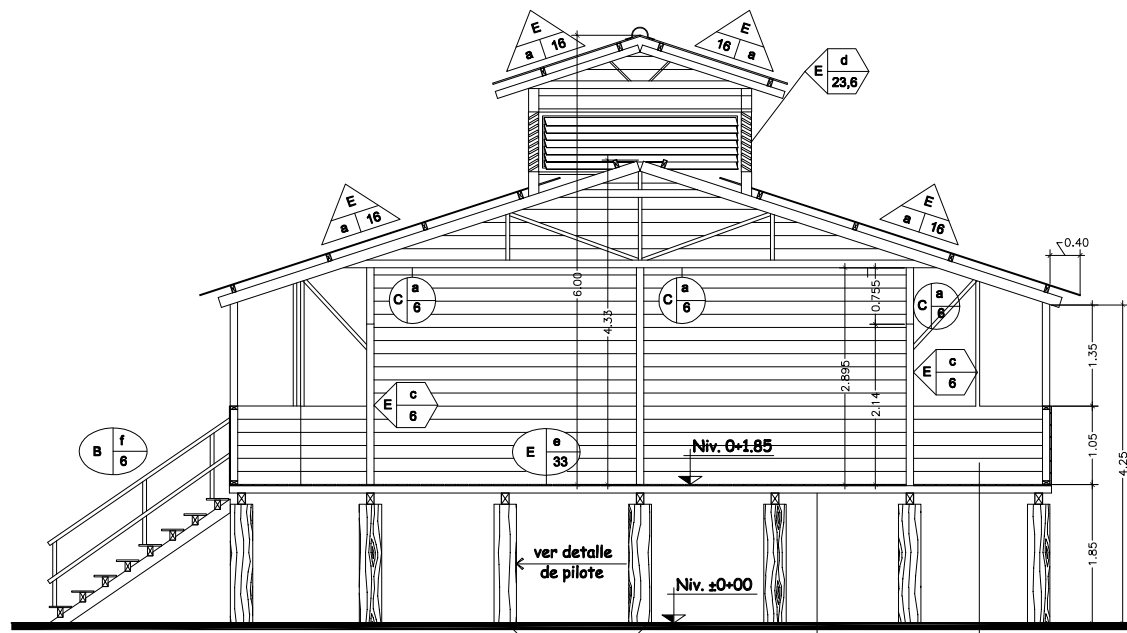 E
a 16
E
16 a
E d
23,6
E
a 16
E
a 16
0.40
6.00
4.33
C a
6
C a
6
0.755
C a
6
1.35
2.895
2.14
E c
6
E c
6
B f
6
E e
33
Niv. 0+1.85
1.05
4.25
ver detalle
de pilote
1.85
Niv. ±0+00